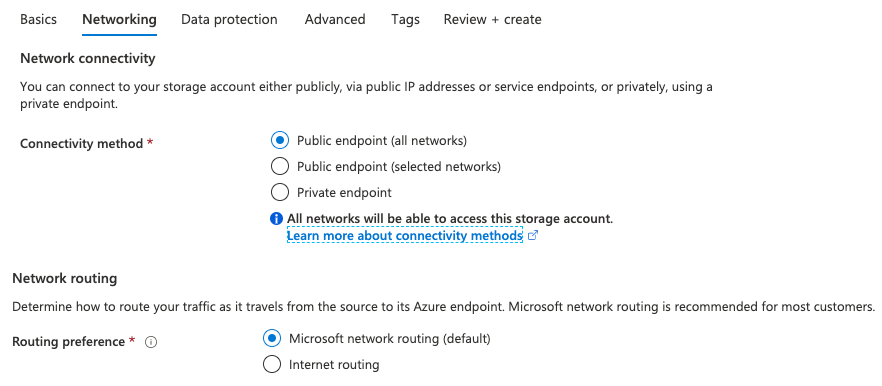 Basics Networking Data protection Advanced Tags Review + create
Network connectivity
You can connect to your storage account either publicly, via public IP addresses or service endpoints, or privately, using a
private endpoint.
Connectivity method * Public endpoint (all networks)
Public endpoint (selected networks)
Private endpoint
All networks will be able to access this storage account.
Learn more about connectivity methods
Network routing
Determine how to route your traffic as it travels from the source to its Azure endpoint. Microsoft network routing is recommended for most customers.
Routing preference * Microsoft network routing (default)
Internet routing